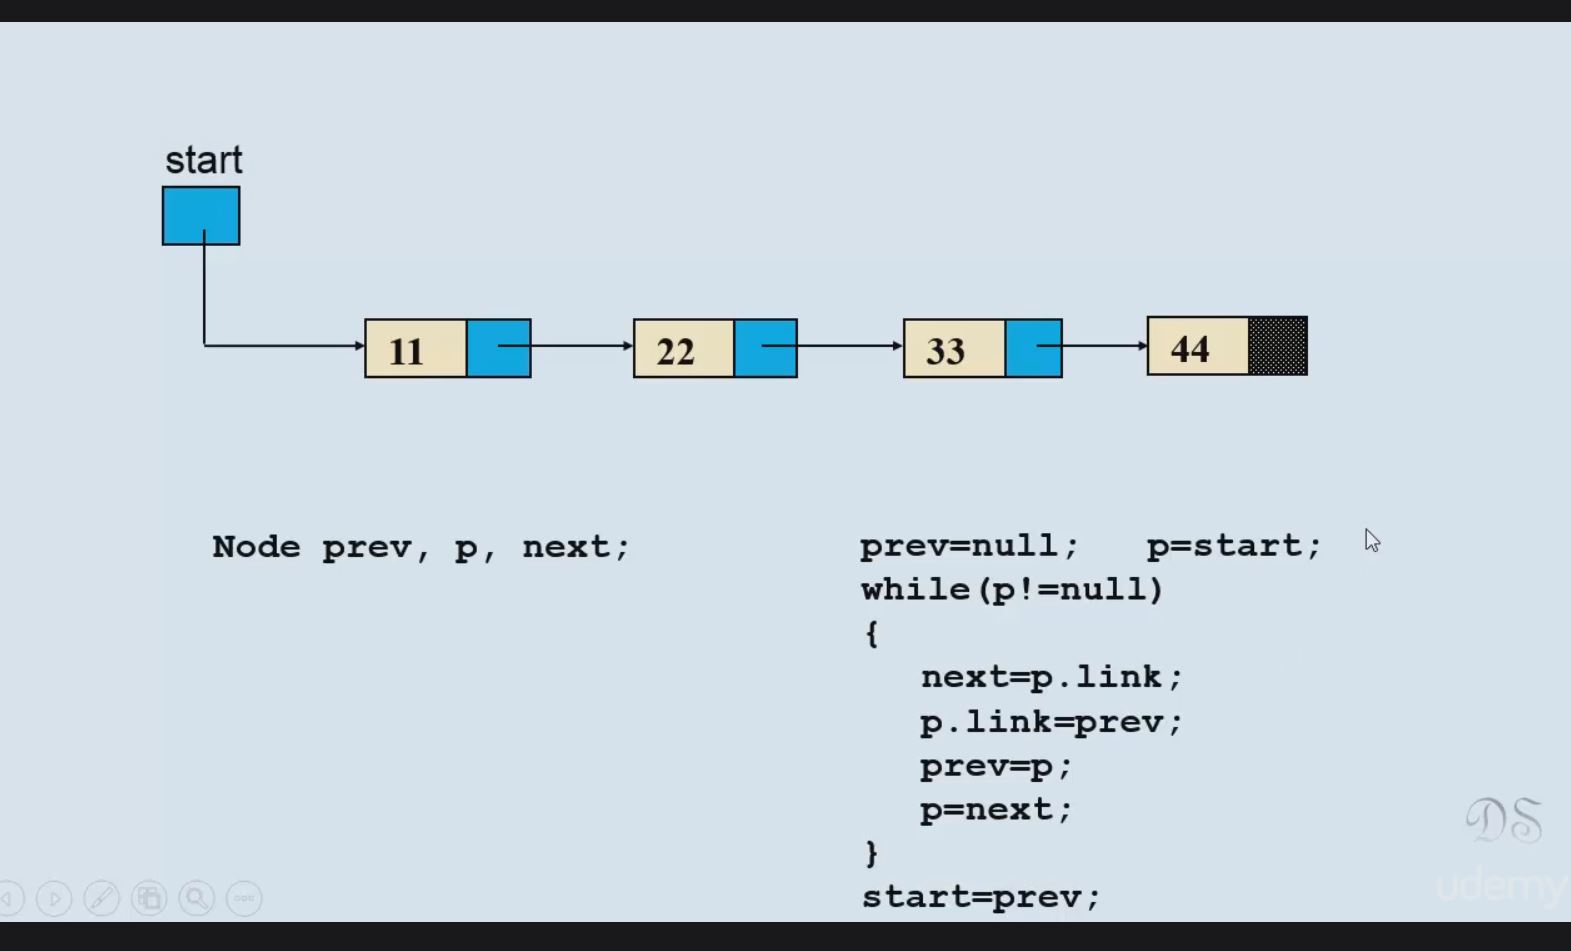 start
11 22 33 44
Node prev, p, next;
prev=null; p=start;
while(p!=null)
{
next=p.link;
p.link=prev;
prev=p;
p=next;
}
start=prev;
DS
udemy